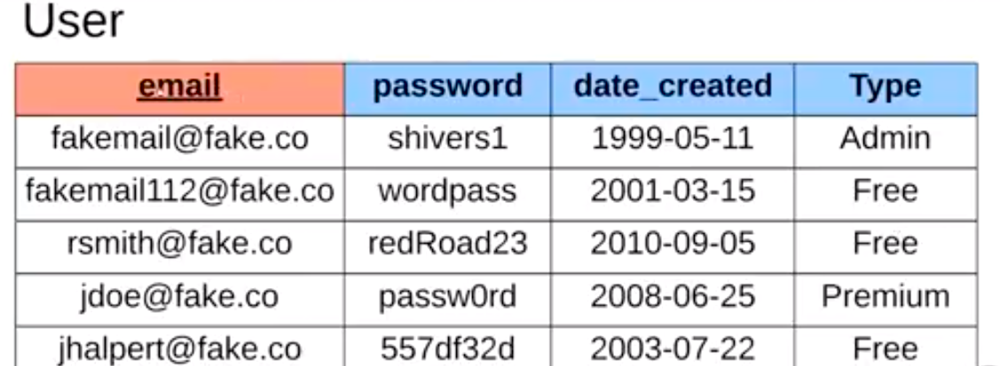 User
email password date_created Type
fakemail@fake.co shivers1 1999-05-11 Admin
fakemail112@fake.co wordpass 2001-03-15 Free
rsmith@fake.co redRoad23 2010-09-05 Free
jdoe@fake.co passw0rd 2008-06-25 Premium
jhalpert@fake.co 557df32d 2003-07-22 Free